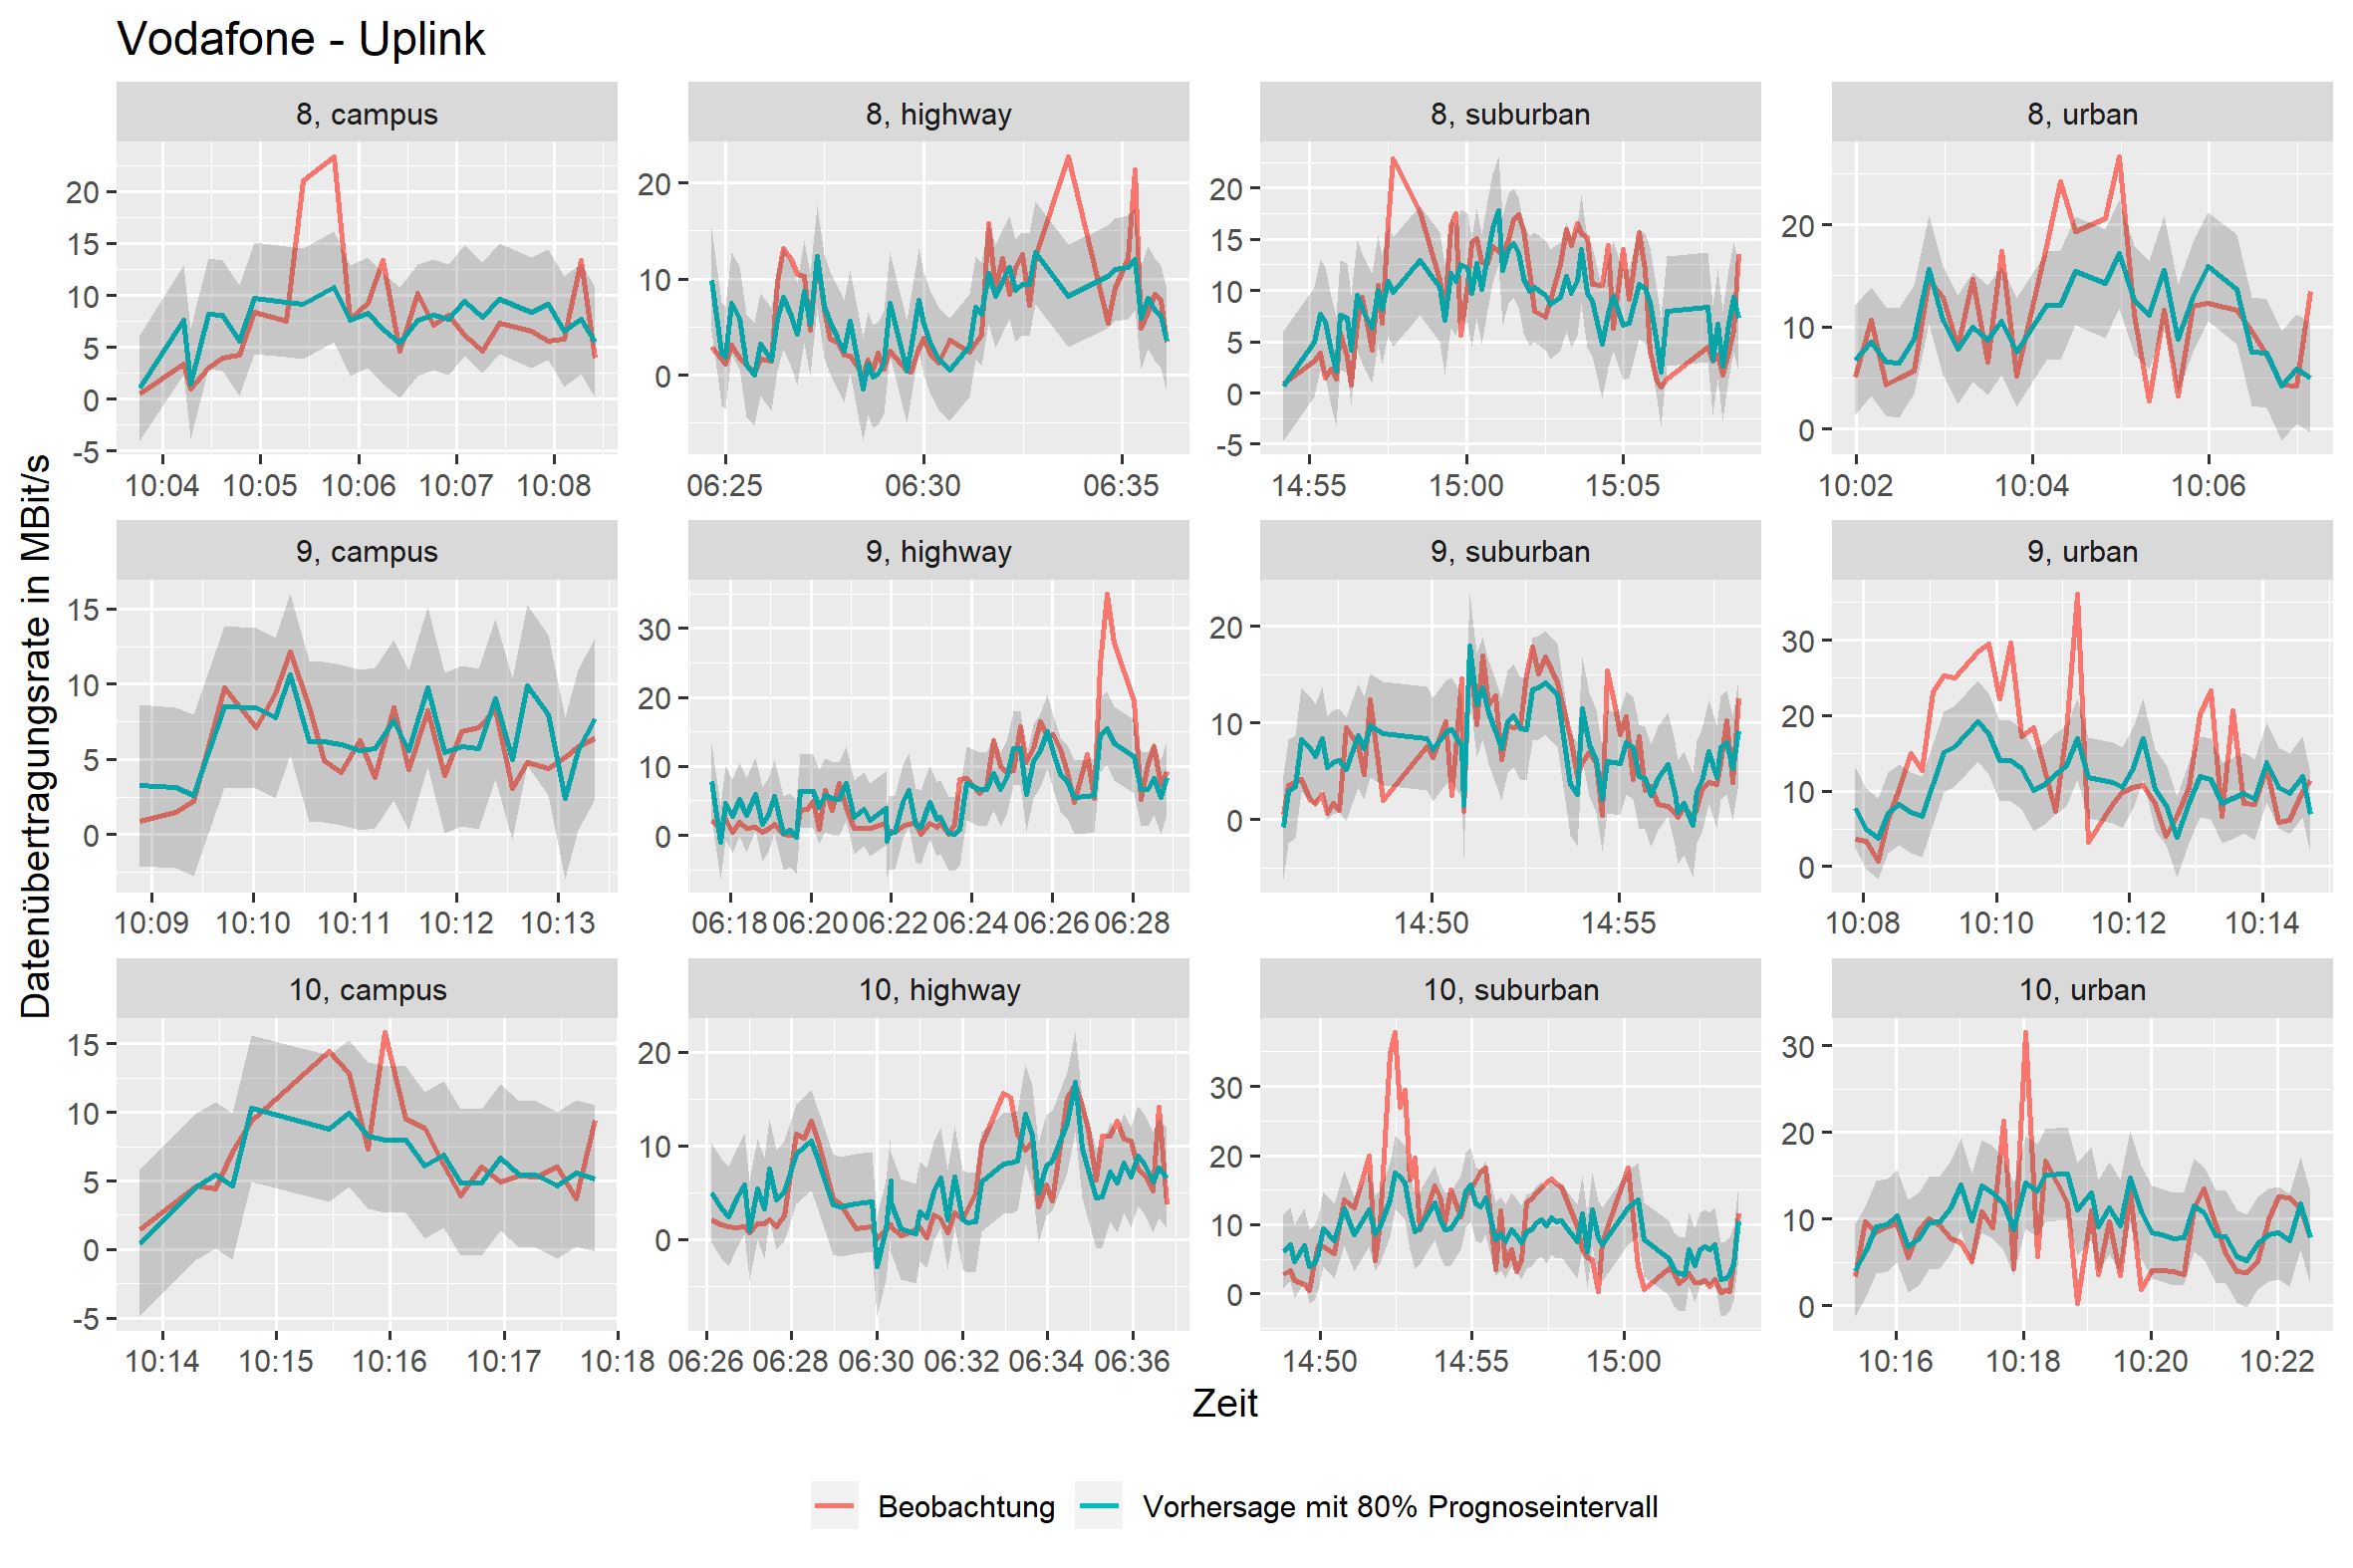 Vodafone - Uplink
8, campus
8, highway
8, suburban
8, urban
20
15
10
5
0
-5
20
10
0
20
15
10
5
0
-5
20
10
0
10:04 10:05 10:06 10:07 10:08
06:25 06:30 06:35
14:55 15:00 15:05
10:02 10:04 10:06
Datenübertragungsrate in MBit/s
9, campus
9, highway
9, suburban
9, urban
15
10
5
0
30
20
10
0
20
10
0
30
20
10
0
10:09 10:10 10:11 10:12 10:13
06:18 06:20 06:22 06:24 06:26 06:28
14:50 14:55
10:08 10:10 10:12 10:14
10, campus
10, highway
10, suburban
10, urban
15
10
5
0
-5
20
10
0
30
20
10
0
30
20
10
0
10:14 10:15 10:16 10:17 10:18
06:26 06:28 06:30 06:32 06:34 06:36
14:50 14:55 15:00
10:16 10:18 10:20 10:22
Zeit
Beobachtung
Vorhersage mit 80% Prognoseintervall